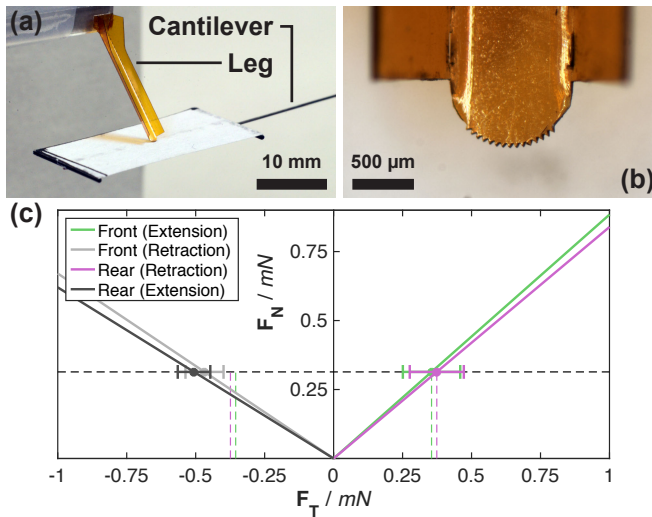 (a)
Cantilever
Leg
10 mm
500 µm
(b)
(c)
Front (Extension)
Front (Retraction)
Rear (Retraction)
Rear (Extension)
F_N / mN
0.75
0.5
0.25
-1
-0.75
-0.5
-0.25
0
0.25
0.5
0.75
1
F_T / mN